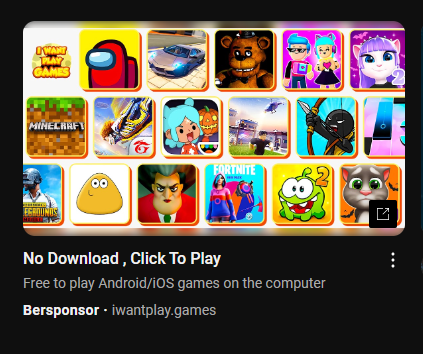 I WANT
PLAY
GAMES
2
MINECRAFT
FORTNITE
2
No Download , Click To Play
Free to play Android/iOS games on the computer
Bersponsor · iwantplay.games